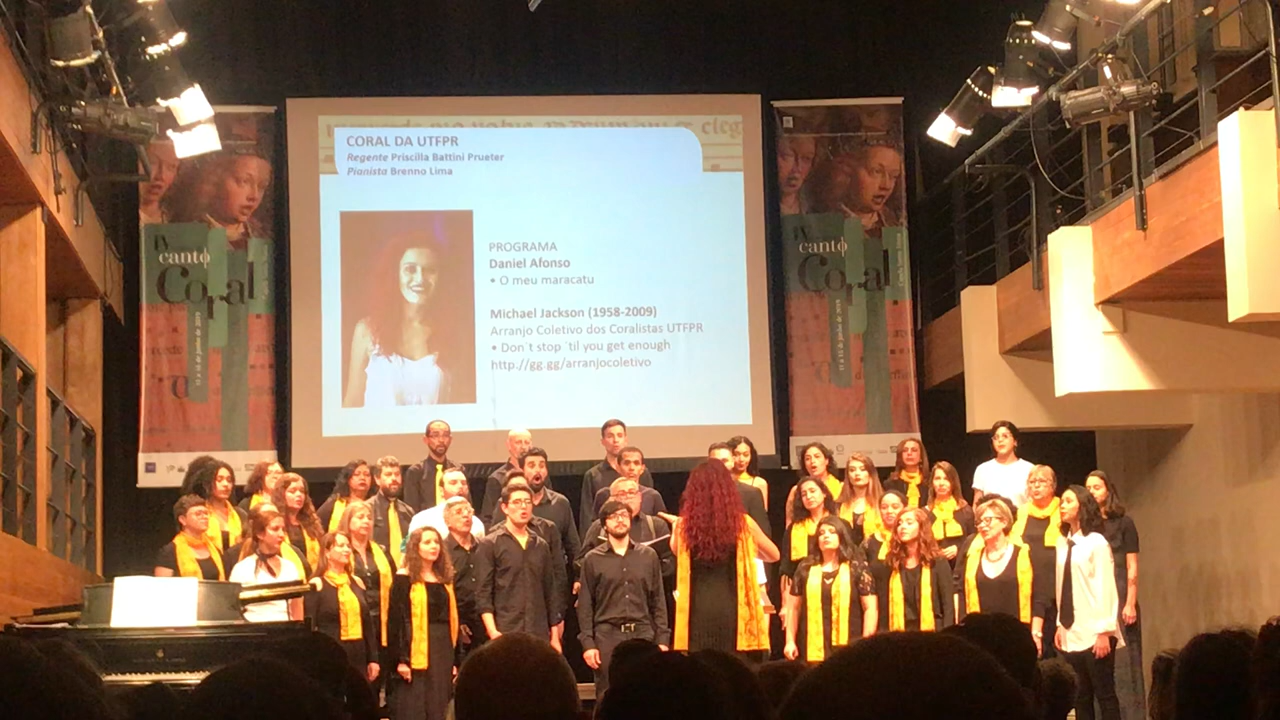 CORAL DA UTFPR
Regente Priscilla Battini Prueter
Pianista Brenno Lima
PROGRAMA
Daniel Afonso
• O meu maracatu
Michael Jackson (1958-2009)
Arranjo Coletivo dos Coralistas UTFPR
• Don´t stop ´til you get enough
http://gg.gg/arranjocoletivo
IV
canto
Coral
IV
canto
Coral